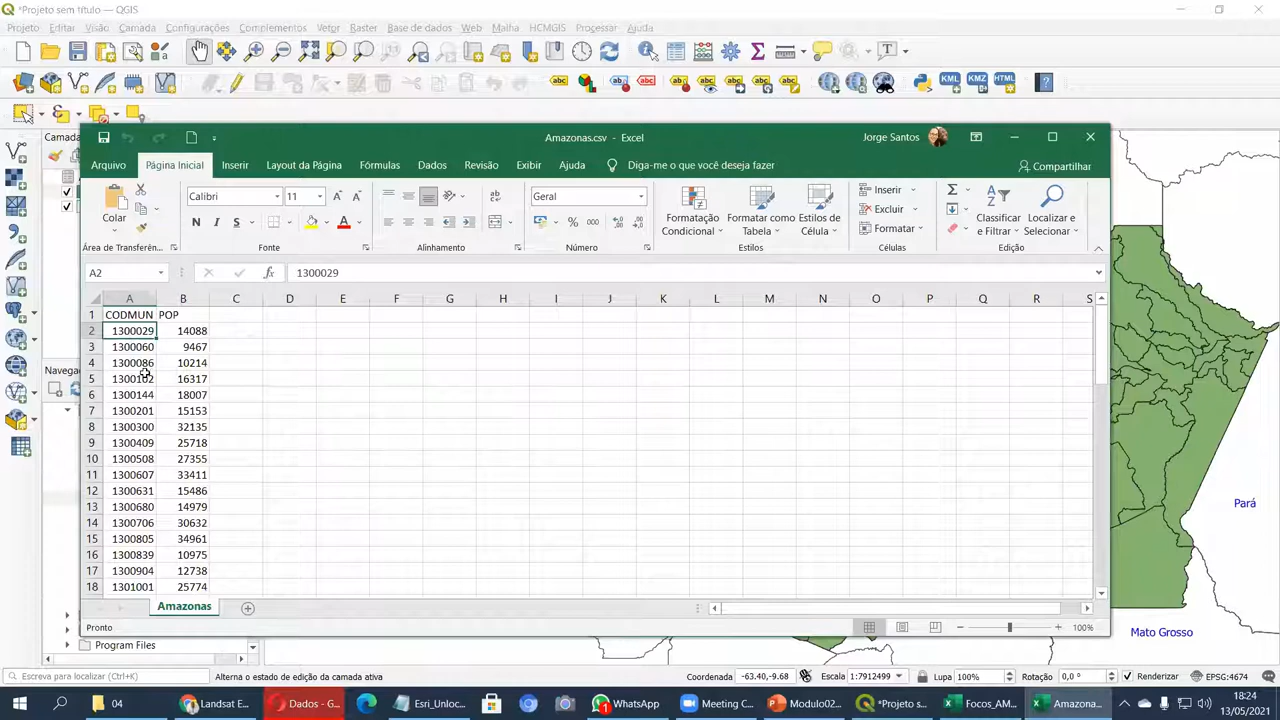 *Projeto sem título — QGIS
Projeto Editar Visão Camada Configurações Complementos Vetor Raster Base de dados Web Malha HCMGIS Processar Ajuda
Camada
Amazonas.csv - Excel
Jorge Santos
Arquivo Página Inicial Inserir Layout da Página Fórmulas Dados Revisão Exibir Ajuda Diga-me o que você deseja fazer Compartilhar
Colar
Calibri 11
N I S
Geral
% 000
Formatação Condicional
Formatar como Tabela
Estilos de Célula
Inserir
Excluir
Formatar
Classificar e Filtrar
Localizar e Selecionar
Área de Transferên... Fonte Alinhamento Número Estilos Células Edição
A2 fx 1300029
A B C D E F G H I J K L M N O P Q R S
1 CODMUN POP
2 1300029 14088
3 1300060 9467
4 1300086 10214
5 1300102 16317
6 1300144 18007
7 1300201 15153
8 1300300 32135
9 1300409 25718
10 1300508 27355
11 1300607 33411
12 1300631 15486
13 1300680 14979
14 1300706 30632
15 1300805 34961
16 1300839 10975
17 1300904 12738
18 1301001 25774
Amazonas
Pronto
100%
Navega
Program Files
Pará
Mato Grosso
Escreva para localizar (Ctrl+K) Alterna o estado de edição da camada ativa Coordenada -63.40,-9.68 Escala 1:7912499 Lupa 100% Rotação 0,0 ° Renderizar EPSG:4674
04 Landsat E... Dados - G... Esri_Unloc... WhatsApp Meeting C... Modulo02... *Projeto s... Focos_AM... Amazona...
18:24
13/05/2021